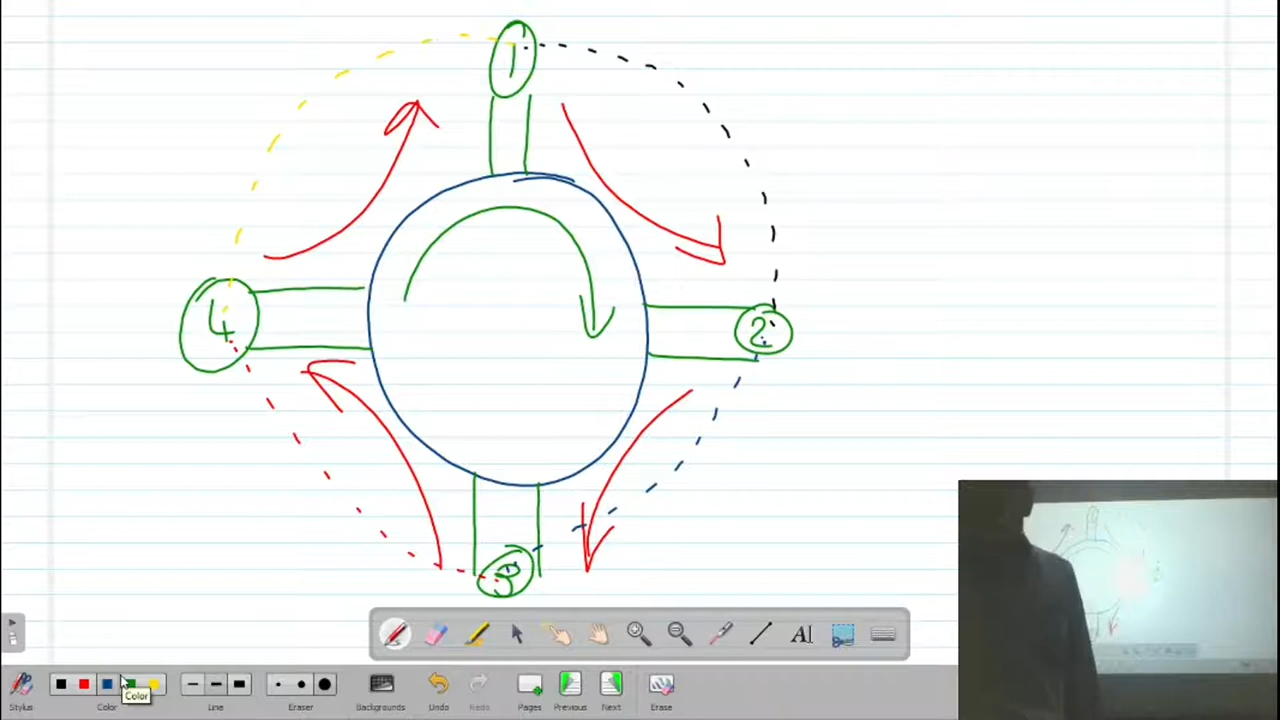 1
4
2
3
Color
Stylus
Color
Line
Eraser
Backgrounds
Undo
Redo
Pages
Previous
Next
Erase